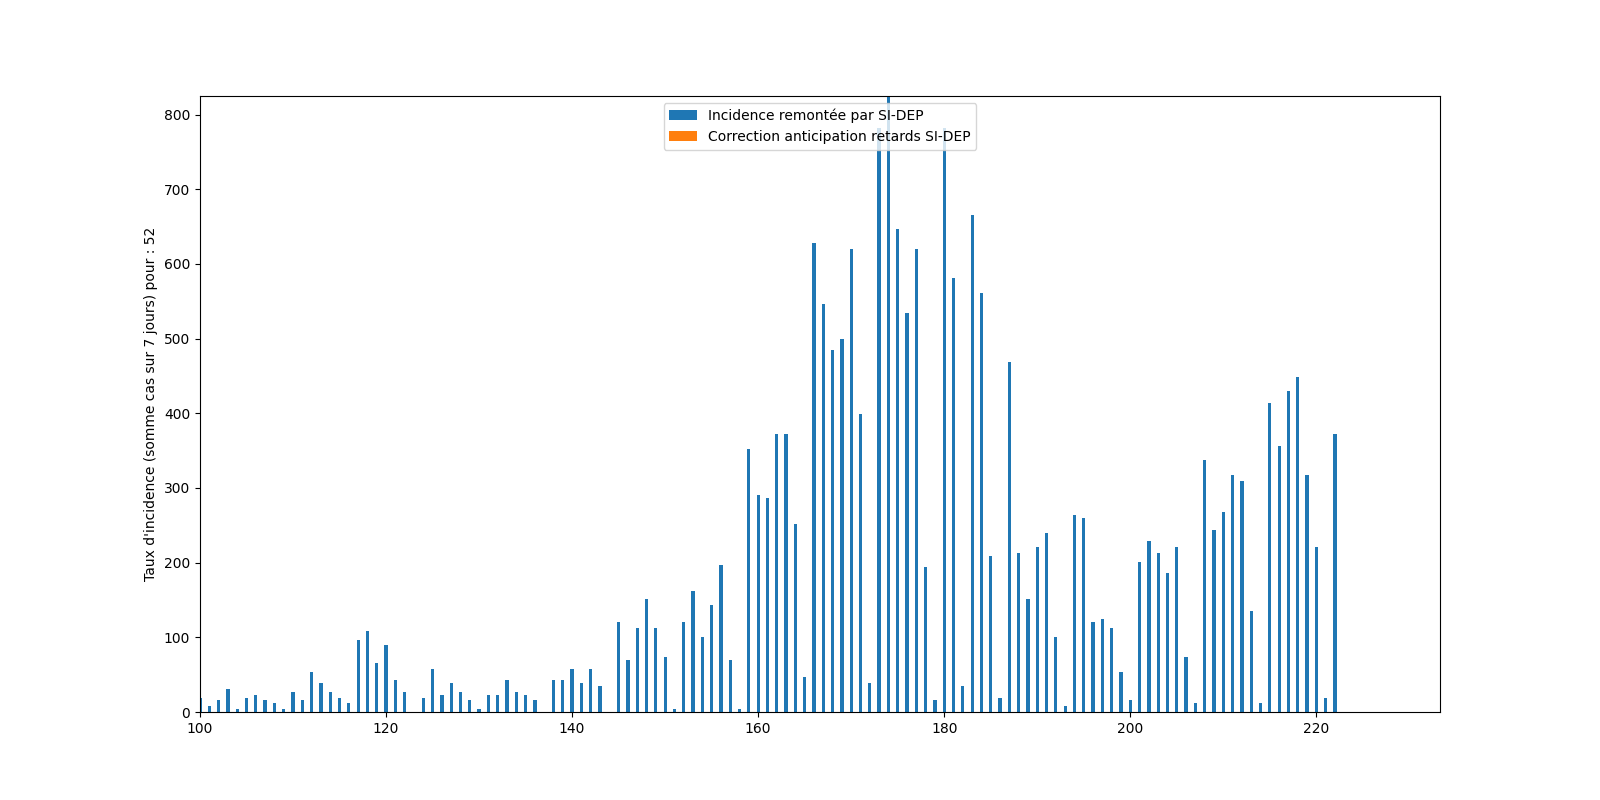 Incidence remontée par SI-DEP
Correction anticipation retards SI-DEP
Taux d'incidence (somme cas sur 7 jours) pour : 52
800
700
600
500
400
300
200
100
0
100 120 140 160 180 200 220